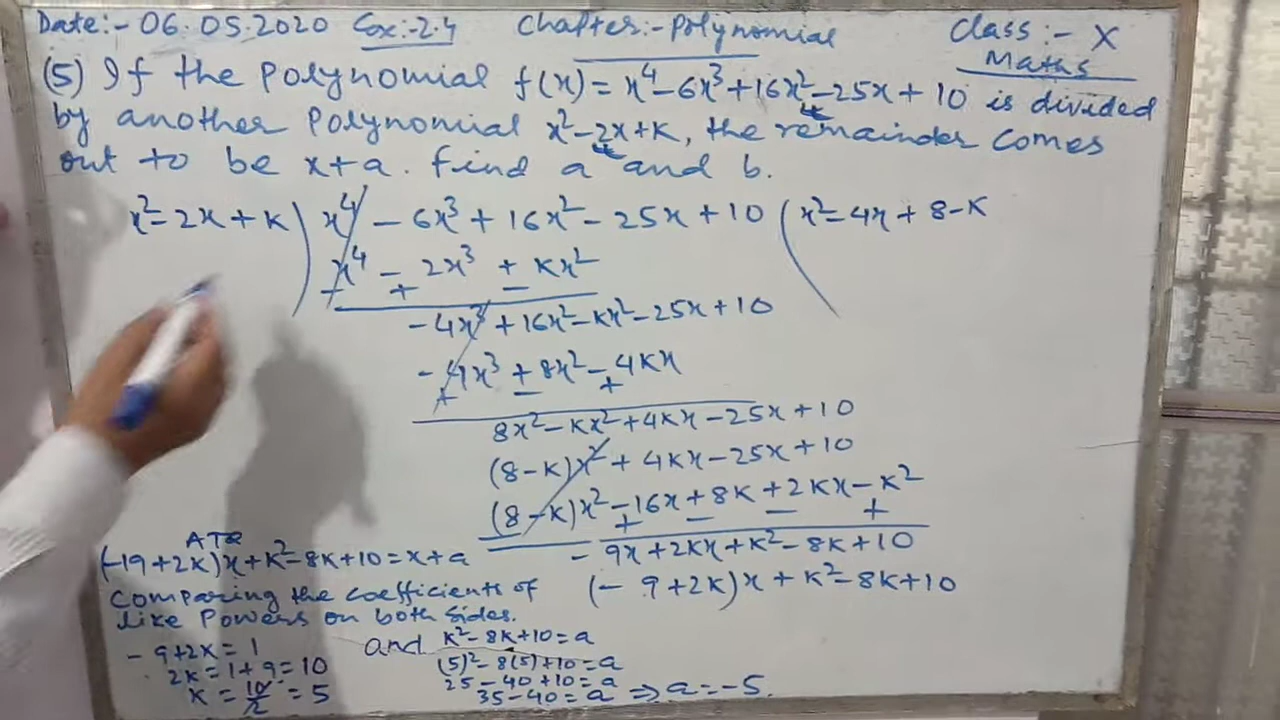 Date:- 06.05.2020 Ex:-2.4 Chapter:-Polynomial Class:- X
Maths
(5) If the polynomial f(x)=x⁴-6x³+16x²-25x+10 is divided
by another polynomial x²-2x+k, the remainder comes
out to be x+a. find a and b.
x²-2x+k) x⁴-6x³+16x²-25x+10 (x²-4x+8-k
x⁴-2x³+kx²
- + -
-4x³+16x²-kx²-25x+10
-4x³+8x²-4kx
+ - +
8x²-kx²+4kx-25x+10
(8-k)x²+4kx-25x+10
(8-k)x²-16x+8k+2kx-k²
+ - - +
-9x+2kx+k²-8k+10
(-9+2k)x+k²-8k+10
ATQ
(-19+2k)x+k²-8k+10=x+a
Comparing the coefficients of
like powers on both sides.
-9+2k=1 and k²-8k+10=a
2k=1+9=10 (5)²-8(5)+10=a
k=10/2=5 25-40+10=a
35-40=a ⇒a=-5.